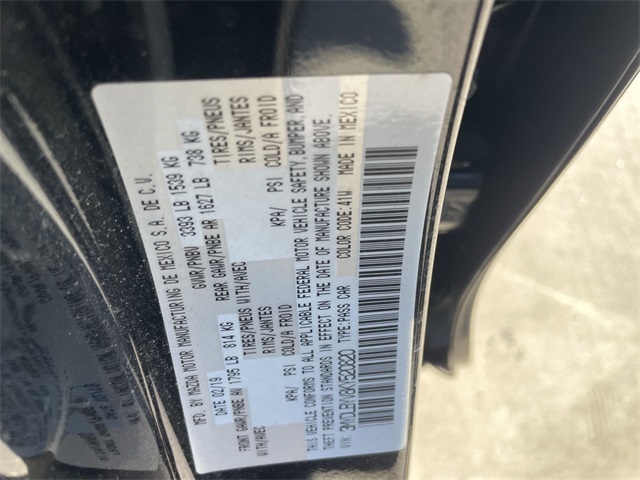 MFD. BY MAZDA MOTOR MANUFACTURING DE MEXICO S.A. DE C.V.
DATE 02/19 GVWR/PNBV 3393 LB 1539 KG
FRONT GAWR/PNBE AV 1795 LB 814 KG REAR GAWR/PNBE AR 1627 LB 738 KG
WITH/AVEC TIRES/PNEUS WITH/AVEC TIRES/PNEUS
RIMS/JANTES RIMS/JANTES
KPA/ PSI COLD/A FROID KPA/ PSI COLD/A FROID
THIS VEHICLE CONFORMS TO ALL APPLICABLE FEDERAL MOTOR VEHICLE SAFETY, BUMPER, AND
THEFT PREVENTION STANDARDS IN EFFECT ON THE DATE OF MANUFACTURE SHOWN ABOVE.
TYPE:PASS CAR COLOR CODE:41W MADE IN MEXICO